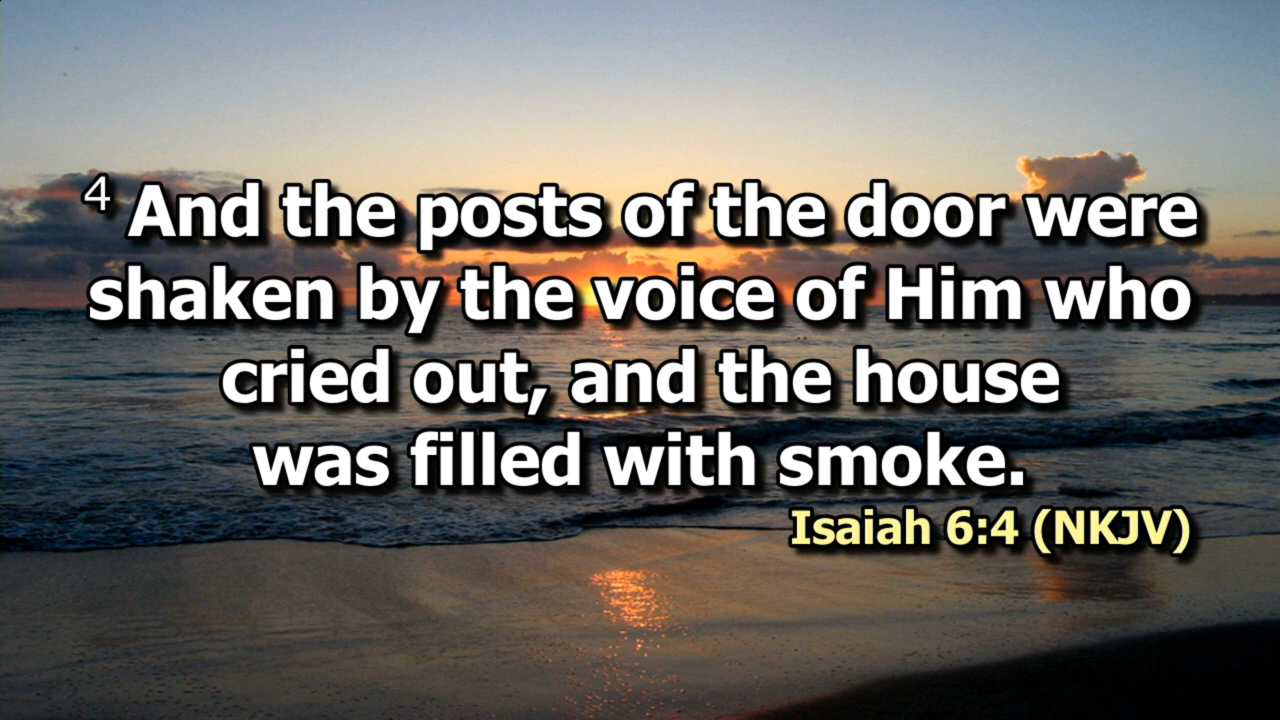 4 And the posts of the door were
shaken by the voice of Him who
cried out, and the house
was filled with smoke.
Isaiah 6:4 (NKJV)